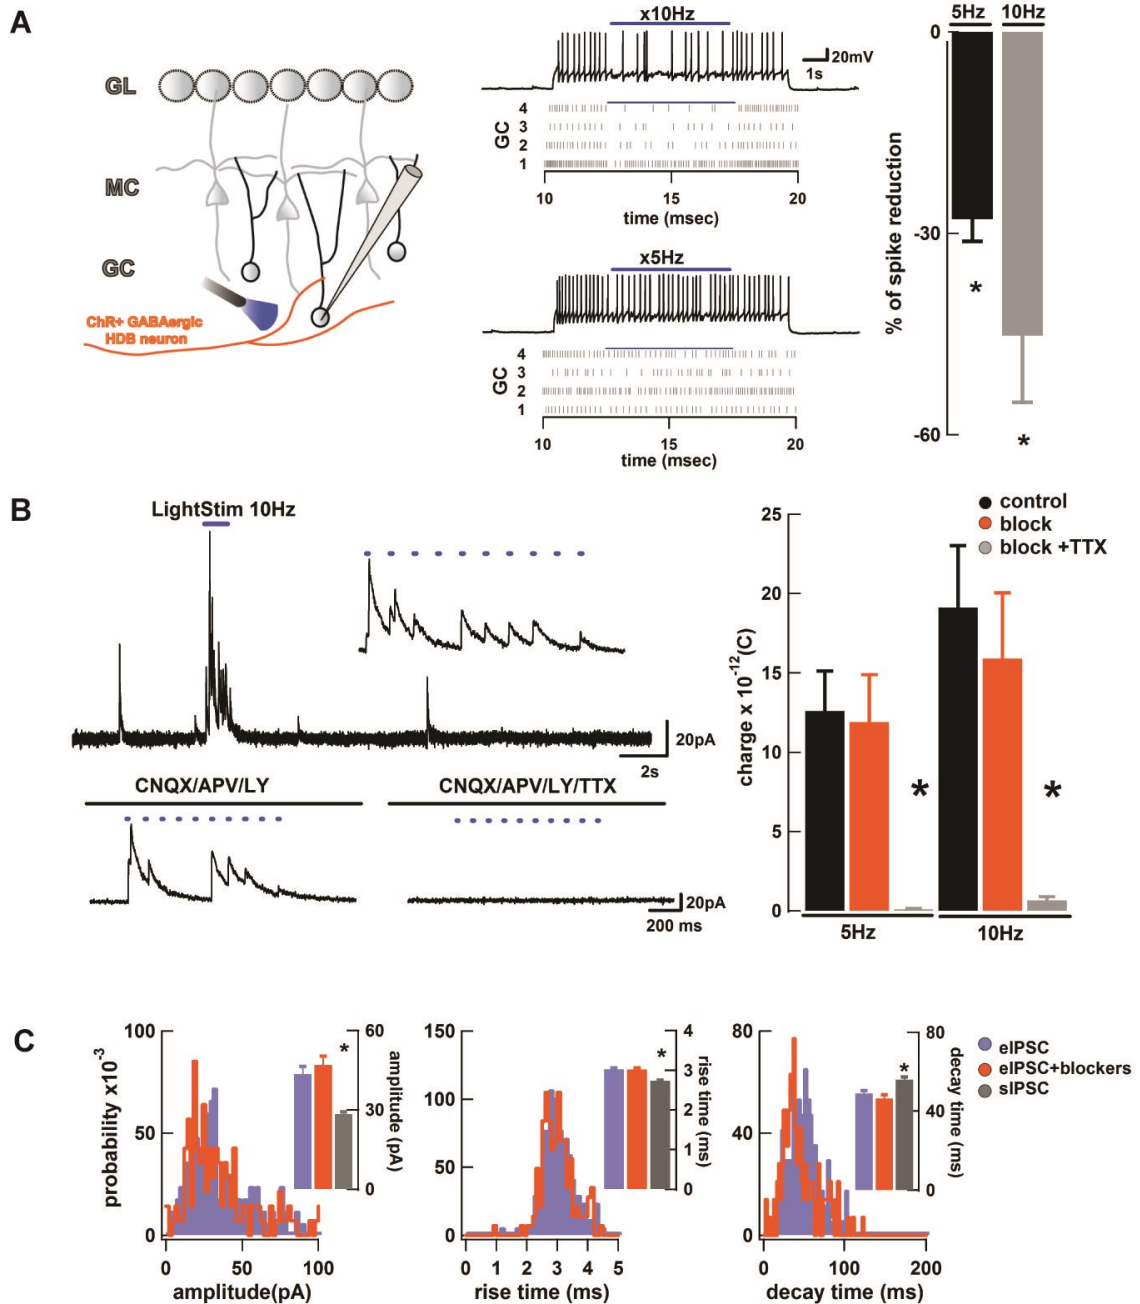 A
GL
MC
GC
ChR+ GABAergic
HDB neuron
x10Hz
20mV
1s
GC
4
3
2
1
10 15 20
time (msec)
x5Hz
GC
4
3
2
1
10 15 20
time (msec)
5Hz 10Hz
0
-30
-60
% of spike reduction
*
*
B
LightStim 10Hz
20pA
2s
CNQX/APV/LY
CNQX/APV/LY/TTX
20pA
200 ms
control
block
block +TTX
25
20
15
10
5
0
charge x 10-12(C)
*
*
5Hz 10Hz
C
100
50
0
probability x10-3
0 50 100
amplitude(pA)
60
30
0
amplitude (pA)
*
150
100
50
0
0 1 2 3 4 5
rise time (ms)
4
3
2
1
0
rise time (ms)
*
80
40
0
0 100 200
decay time (ms)
80
40
0
decay time (ms)
*
eIPSC
eIPSC+blockers
sIPSC